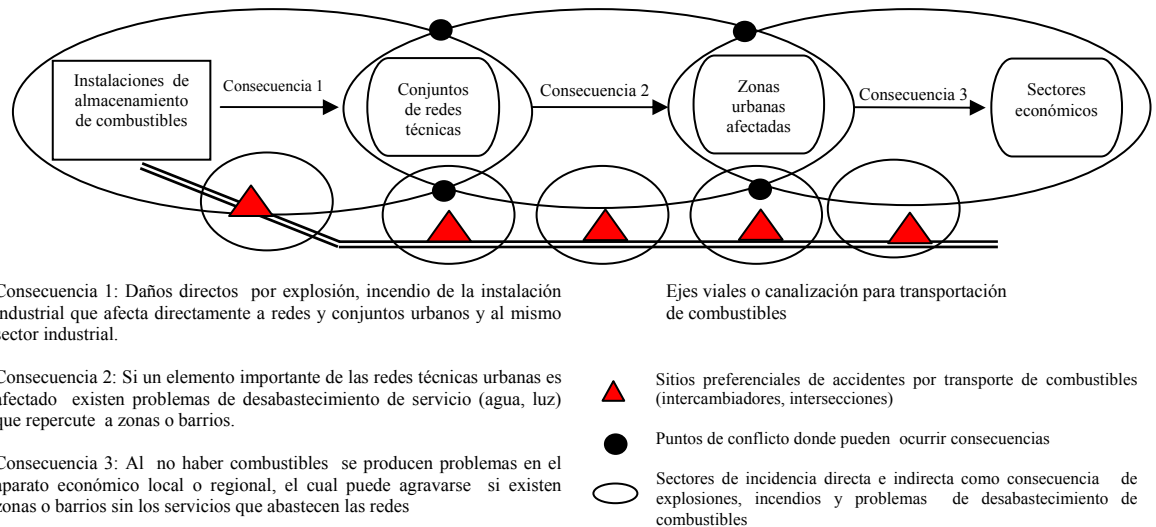 Instalaciones de
almacenamiento
de combustibles
Consecuencia 1
Conjuntos
de redes
técnicas
Consecuencia 2
Zonas
urbanas
afectadas
Consecuencia 3
Sectores
económicos
Consecuencia 1: Daños directos por explosión, incendio de la instalación
industrial que afecta directamente a redes y conjuntos urbanos y al mismo
sector industrial.
Consecuencia 2: Si un elemento importante de las redes técnicas urbanas es
afectado existen problemas de desabastecimiento de servicio (agua, luz)
que repercute a zonas o barrios.
Consecuencia 3: Al no haber combustibles se producen problemas en el
aparato económico local o regional, el cual puede agravarse si existen
zonas o barrios sin los servicios que abastecen las redes
Ejes viales o canalización para transportación
de combustibles
Sitios preferenciales de accidentes por transporte de combustibles
(intercambiadores, intersecciones)
Puntos de conflicto donde pueden ocurrir consecuencias
Sectores de incidencia directa e indirecta como consecuencia de
explosiones, incendios y problemas de desabastecimiento de
combustibles